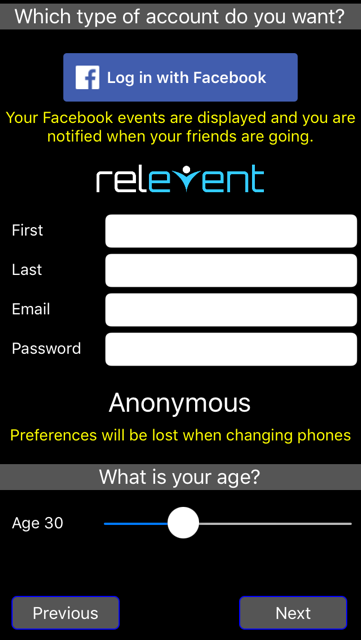 Which type of account do you want?
Log in with Facebook
Your Facebook events are displayed and you are
notified when your friends are going.
relevent
First
Last
Email
Password
Anonymous
Preferences will be lost when changing phones
What is your age?
Age 30
Previous
Next